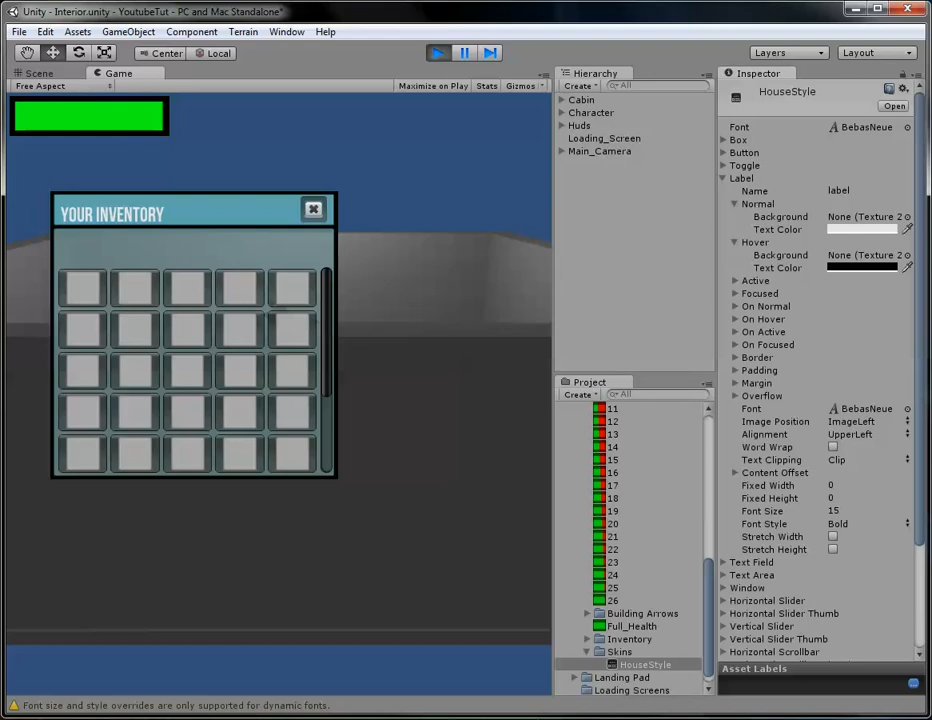 Unity - Interior.unity - YoutubeTut - PC and Mac Standalone*
File Edit Assets GameObject Component Terrain Window Help
Center Local Layers Layout
Scene Game
Free Aspect Maximize on Play Stats Gizmos
YOUR INVENTORY
Hierarchy
Create All
Cabin
Character
Huds
Loading_Screen
Main_Camera
Project
Create All
11
12
13
14
15
16
17
18
19
20
21
22
23
24
25
26
Building Arrows
Full_Health
Inventory
Skins
HouseStyle
Landing Pad
Loading Screens
Inspector
HouseStyle
Open
Font BebasNeue
Box
Button
Toggle
Label
Name label
Normal
Background None (Texture 2
Text Color
Hover
Background None (Texture 2
Text Color
Active
Focused
On Normal
On Hover
On Active
On Focused
Border
Padding
Margin
Overflow
Font BebasNeue
Image Position ImageLeft
Alignment UpperLeft
Word Wrap
Text Clipping Clip
Content Offset
Fixed Width 0
Fixed Height 0
Font Size 15
Font Style Bold
Stretch Width
Stretch Height
Text Field
Text Area
Window
Horizontal Slider
Horizontal Slider Thumb
Vertical Slider
Vertical Slider Thumb
Horizontal Scrollbar
Asset Labels
Font size and style overrides are only supported for dynamic fonts.